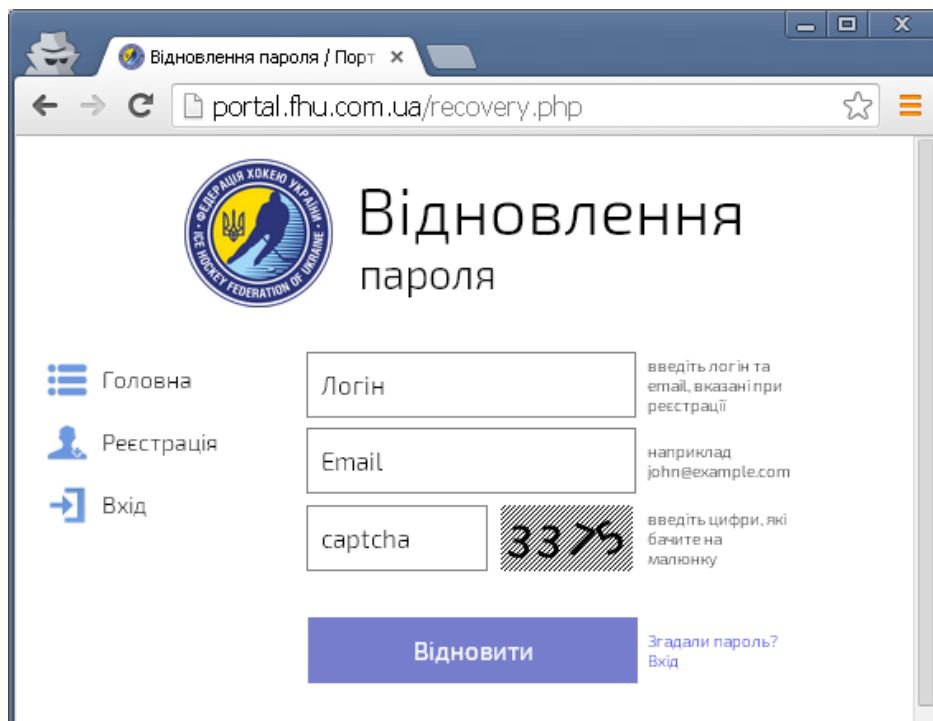 Відновлення пароля / Порт
portal.fhu.com.ua/recovery.php
ФЕДЕРАЦІЯ ХОКЕЮ УКРАЇНИ
ICE HOCKEY FEDERATION OF UKRAINE
Відновлення
пароля
Головна
Реєстрація
Вхід
Логін
введіть логін та
email, вказані при
реєстрації
Email
наприклад
john@example.com
captcha
3375
введіть цифри, які
бачите на
малюнку
Відновити
Згадали пароль?
Вхід